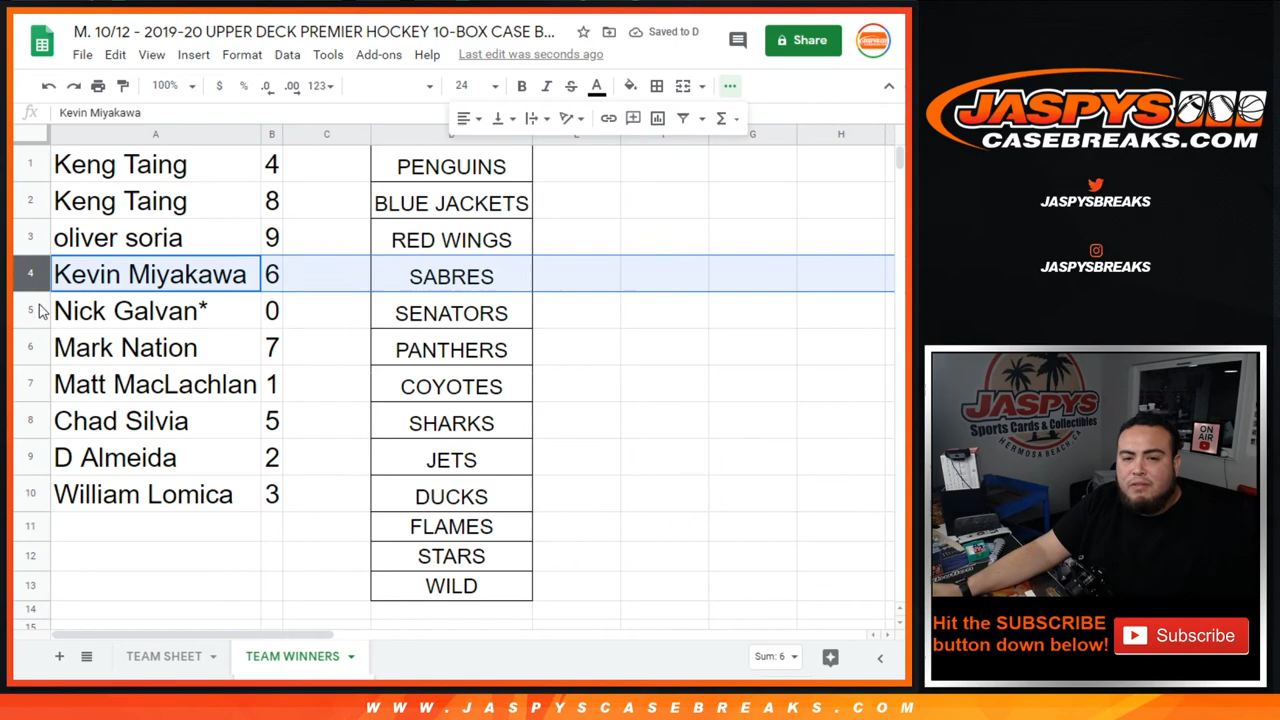 M. 10/12 - 2019-20 UPPER DECK PREMIER HOCKEY 10-BOX CASE B...
Saved to D
Share
File Edit View Insert Format Data Tools Add-ons Help Last edit was seconds ago
100% $ % .0 .00 123 24 B I S A
fx Kevin Miyakawa
A B C D G H
1 Keng Taing 4 PENGUINS
2 Keng Taing 8 BLUE JACKETS
3 oliver soria 9 RED WINGS
4 Kevin Miyakawa 6 SABRES
5 Nick Galvan* 0 SENATORS
6 Mark Nation 7 PANTHERS
7 Matt MacLachlan 1 COYOTES
8 Chad Silvia 5 SHARKS
9 D Almeida 2 JETS
10 William Lomica 3 DUCKS
11 FLAMES
12 STARS
13 WILD
14
15
TEAM SHEET TEAM WINNERS Sum: 6
JASPYS
CASEBREAKS.COM
JASPYSBREAKS
JASPYSBREAKS
JASPYS
Sports Cards & Collectibles
HERMOSA BEACH, CA
ON
AIR
Hit the SUBSCRIBE
button down below!
Subscribe
WWW.JASPYSCASEBREAKS.COM